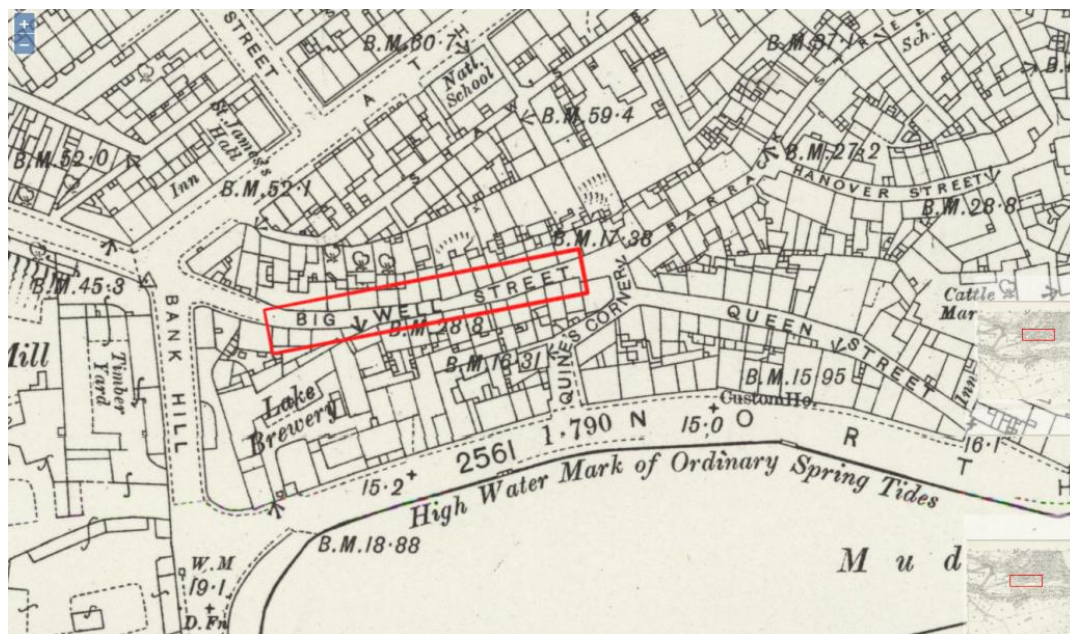 STREET
B.M.60·7
Natl. School
B.M.37·1
Sch.
B.M.59·4
B.M.52·0
St. James's Hall
Inn
B.M.52·1
B.M.27·2
HANOVER STREET
B.M.28·8
BARRACK
B.M.17·38
B.M.45·3
BIG WELL STREET
B.M.28·8
QUINES CORNER
QUEEN STREET
Cattle Mar
BANK HILL
Mill
Timber Yard
Lake Brewery
B.M.16·31
B.M.15·95
Custom Ho.
Inn
2561
1·790
NORTH
15·0
16·1
15·2
High Water Mark of Ordinary Spring Tides
B.M.18·88
W.M
19·1
D.Fn
Mud